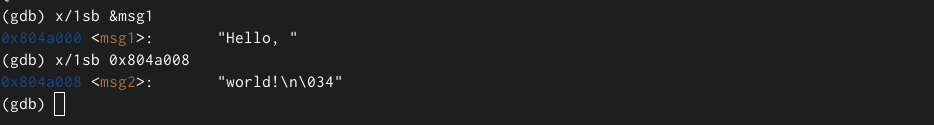 (gdb) x/1sb &msg1
0x804a000 <msg1>: "Hello, "
(gdb) x/1sb 0x804a008
0x804a008 <msg2>: "world!\n\034"
(gdb)